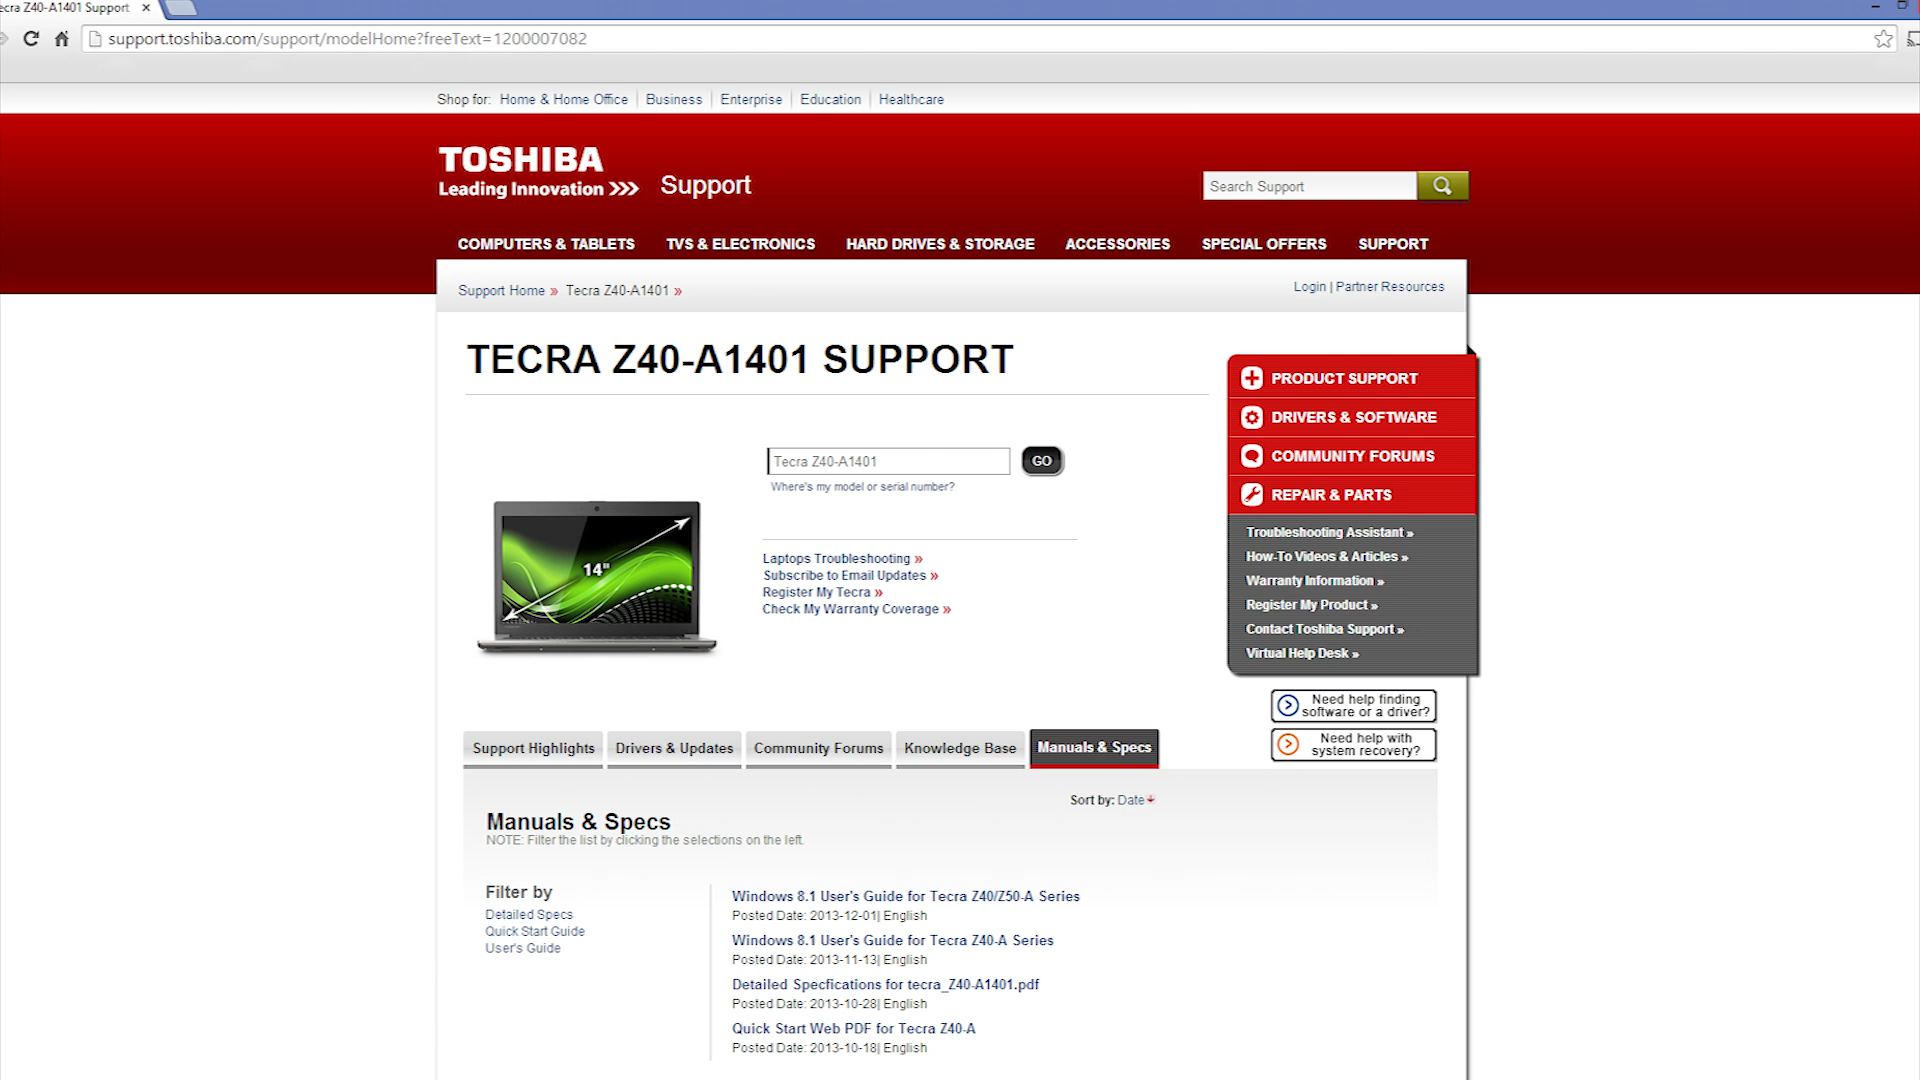 ecra Z40-A1401 Support
support.toshiba.com/support/modelHome?freeText=1200007082
Shop for: Home & Home Office Business Enterprise Education Healthcare
TOSHIBA
Leading Innovation >>>
Support
Search Support
COMPUTERS & TABLETS TVS & ELECTRONICS HARD DRIVES & STORAGE ACCESSORIES SPECIAL OFFERS SUPPORT
Support Home » Tecra Z40-A1401 »
Login | Partner Resources
TECRA Z40-A1401 SUPPORT
Tecra Z40-A1401
GO
Where's my model or serial number?
14"
Laptops Troubleshooting »
Subscribe to Email Updates »
Register My Tecra »
Check My Warranty Coverage »
PRODUCT SUPPORT
DRIVERS & SOFTWARE
COMMUNITY FORUMS
REPAIR & PARTS
Troubleshooting Assistant »
How-To Videos & Articles »
Warranty Information »
Register My Product »
Contact Toshiba Support »
Virtual Help Desk »
Need help finding
software or a driver?
Need help with
system recovery?
Support Highlights Drivers & Updates Community Forums Knowledge Base Manuals & Specs
Sort by: Date
Manuals & Specs
NOTE: Filter the list by clicking the selections on the left.
Filter by
Detailed Specs
Quick Start Guide
User's Guide
Windows 8.1 User's Guide for Tecra Z40/Z50-A Series
Posted Date: 2013-12-01| English
Windows 8.1 User's Guide for Tecra Z40-A Series
Posted Date: 2013-11-13| English
Detailed Specfications for tecra_Z40-A1401.pdf
Posted Date: 2013-10-28| English
Quick Start Web PDF for Tecra Z40-A
Posted Date: 2013-10-18| English